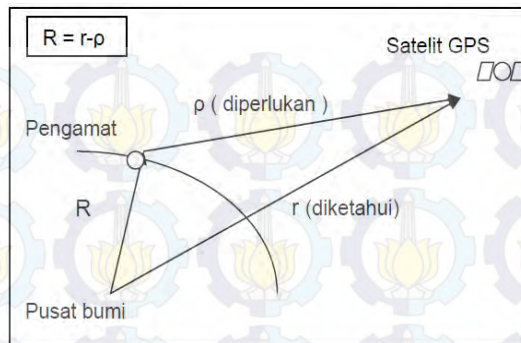 R = r-ρ
Satelit GPS
ρ ( diperlukan )
Pengamat
R
r (diketahui)
Pusat bumi